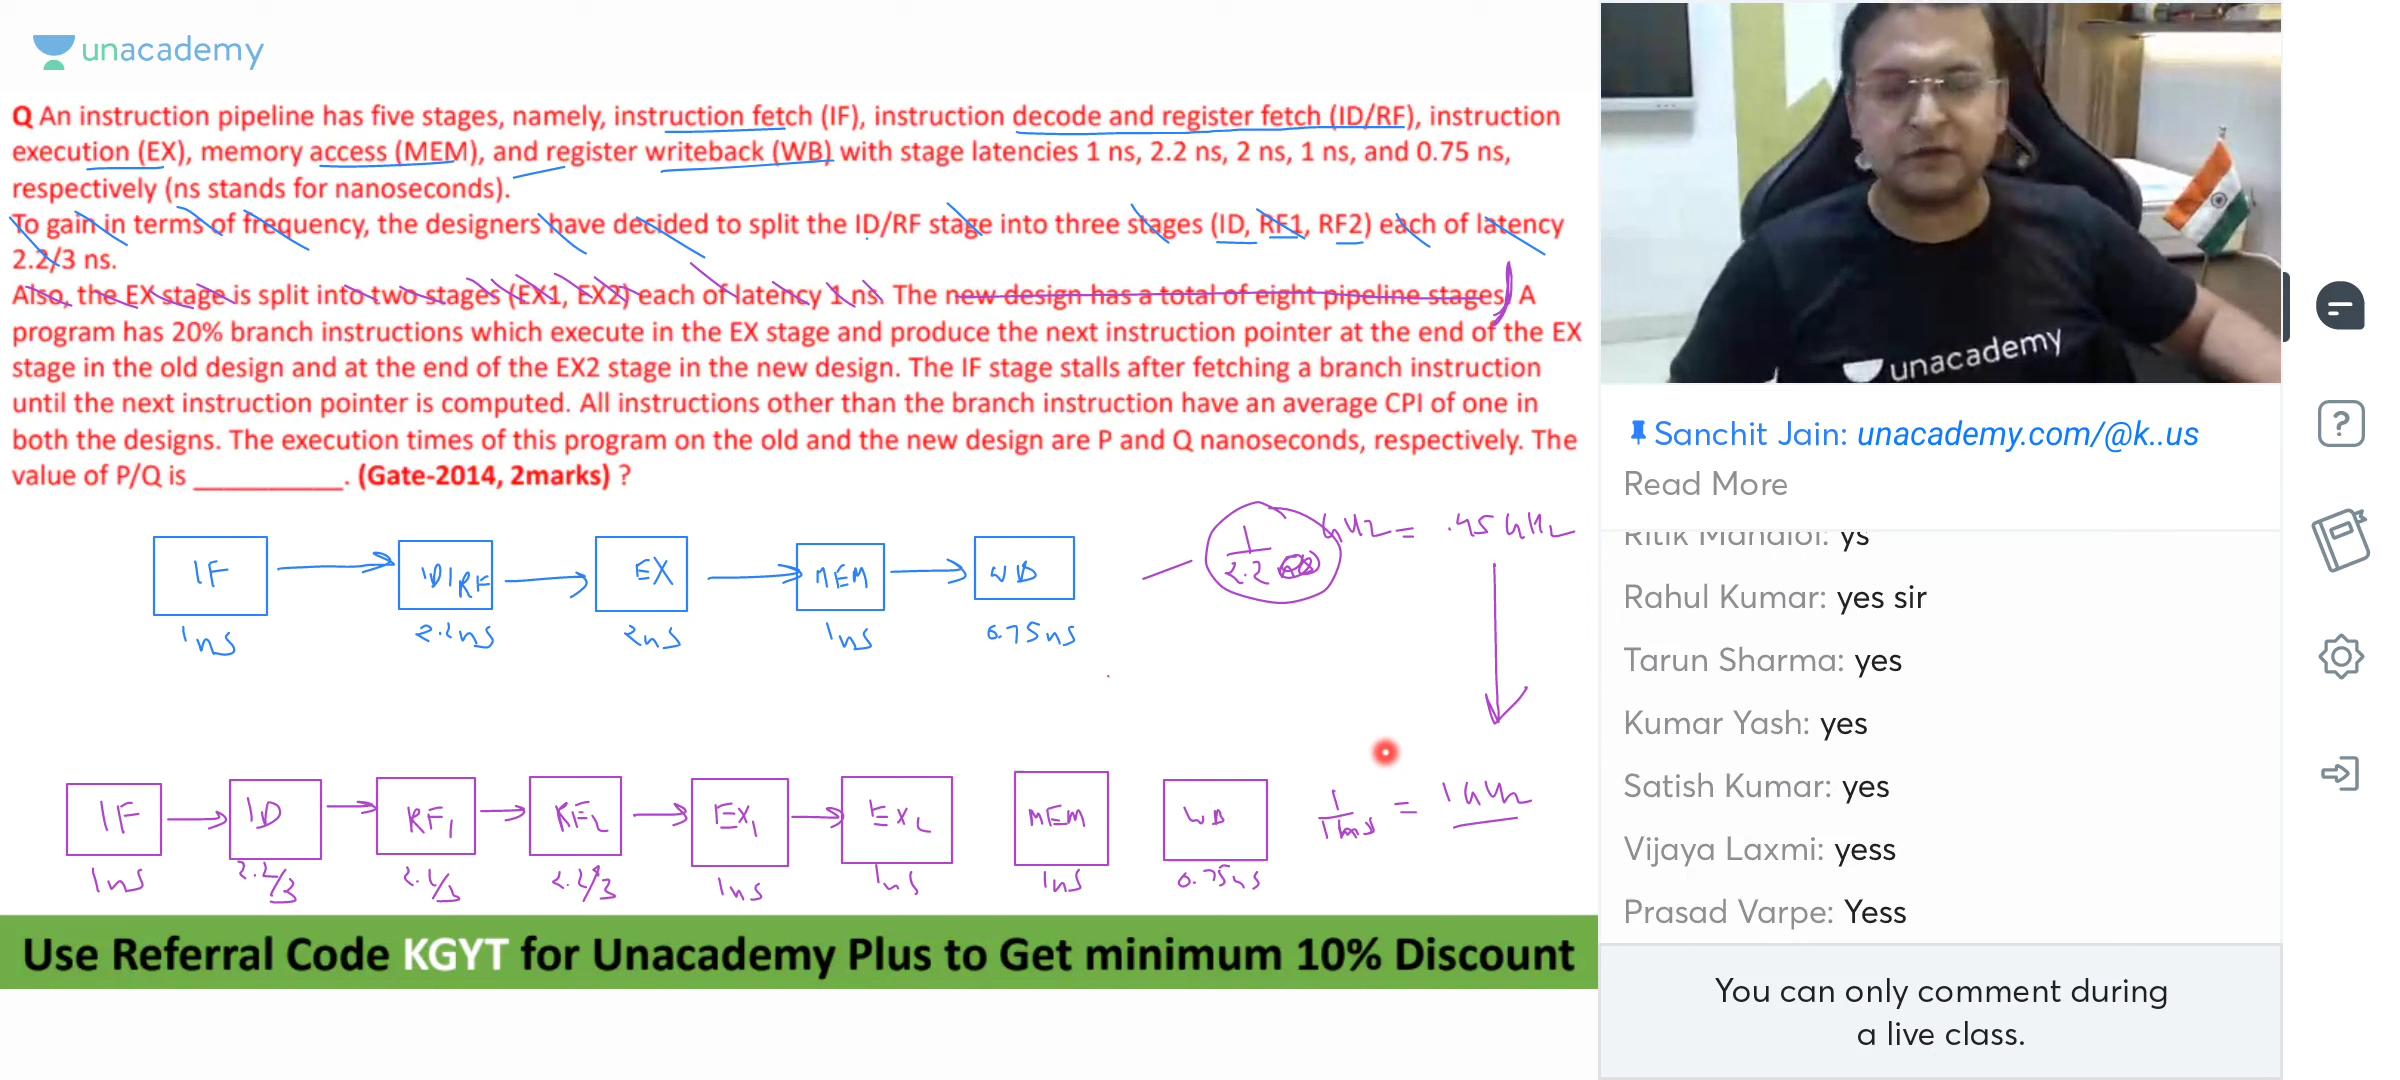 unacademy
Q An instruction pipeline has five stages, namely, instruction fetch (IF), instruction decode and register fetch (ID/RF), instruction
execution (EX), memory access (MEM), and register writeback (WB) with stage latencies 1 ns, 2.2 ns, 2 ns, 1 ns, and 0.75 ns,
respectively (ns stands for nanoseconds).
To gain in terms of frequency, the designers have decided to split the ID/RF stage into three stages (ID, RF1, RF2) each of latency
2.2/3 ns.
Also, the EX stage is split into two stages (EX1, EX2) each of latency 1 ns. The new design has a total of eight pipeline stages. A
program has 20% branch instructions which execute in the EX stage and produce the next instruction pointer at the end of the EX
stage in the old design and at the end of the EX2 stage in the new design. The IF stage stalls after fetching a branch instruction
until the next instruction pointer is computed. All instructions other than the branch instruction have an average CPI of one in
both the designs. The execution times of this program on the old and the new design are P and Q nanoseconds, respectively. The
value of P/Q is __________. (Gate-2014, 2marks) ?
IF ID/RF EX MEM WB
1ns 2.2ns 2ns 1ns 0.75ns
1/2.2 GHz = .45 GHz
IF ID RF1 RF2 EX1 EX2 MEM WB
1ns 2.2/3 2.2/3 2.2/3 1ns 1ns 1ns 0.75ns
= 1 GHz
Use Referral Code KGYT for Unacademy Plus to Get minimum 10% Discount
unacademy
Sanchit Jain: unacademy.com/@k..us
Read More
ys
Rahul Kumar: yes sir
Tarun Sharma: yes
Kumar Yash: yes
Satish Kumar: yes
Vijaya Laxmi: yess
Prasad Varpe: Yess
You can only comment during
a live class.